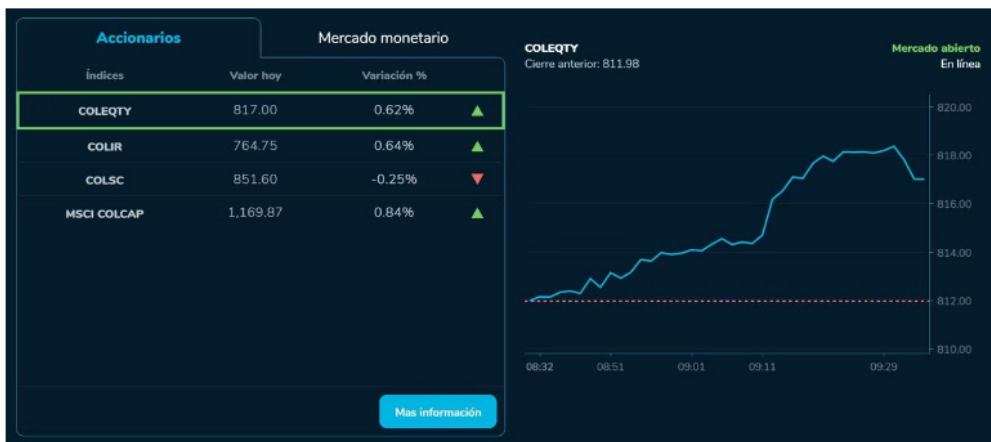 Accionarios
Mercado monetario
Índices Valor hoy Variación %
COLEQTY 817.00 0.62%
COLIR 764.75 0.64%
COLSC 851.60 -0.25%
MSCI COLCAP 1,169.87 0.84%
Mas información
COLEQTY
Cierre anterior: 811.98
Mercado abierto
En línea
820.00
818.00
816.00
814.00
812.00
810.00
08:32 08:51 09:01 09:11 09:29